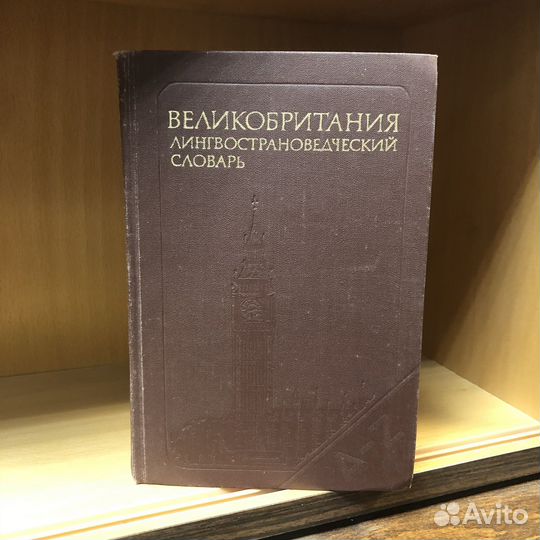 ВЕЛИКОБРИТАНИЯ
ЛИНГВОСТРАНОВЕДЧЕСКИЙ
СЛОВАРЬ
A-Z
Avito